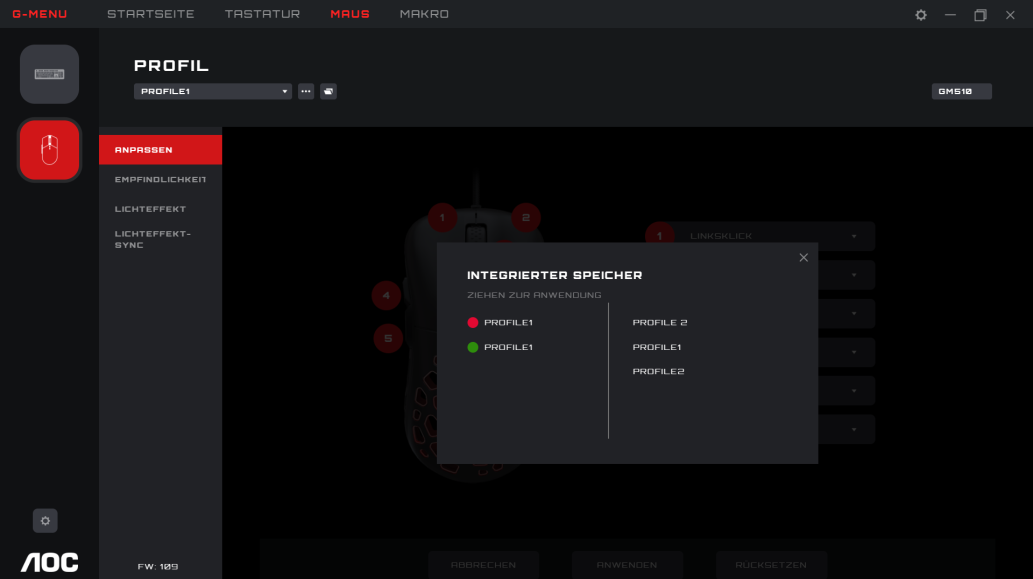 G-MENU STARTSEITE TASTATUR MAUS MAKRO
PROFIL
PROFILE1
GM510
ANPASSEN
EMPFINDLICHKEIT
LICHTEFFEKT
LICHTEFFEKT-
SYNC
1 2
1 LINKSKLICK
4
5
INTEGRIERTER SPEICHER
ZIEHEN ZUR ANWENDUNG
PROFILE1 PROFILE 2
PROFILE1 PROFILE1
PROFILE2
FW: 109
AOC
ABBRECHEN ANWENDEN RÜCKSETZEN